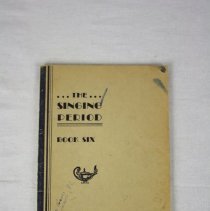 ... THE ...
SINGING
PERIOD
BOOK SIX